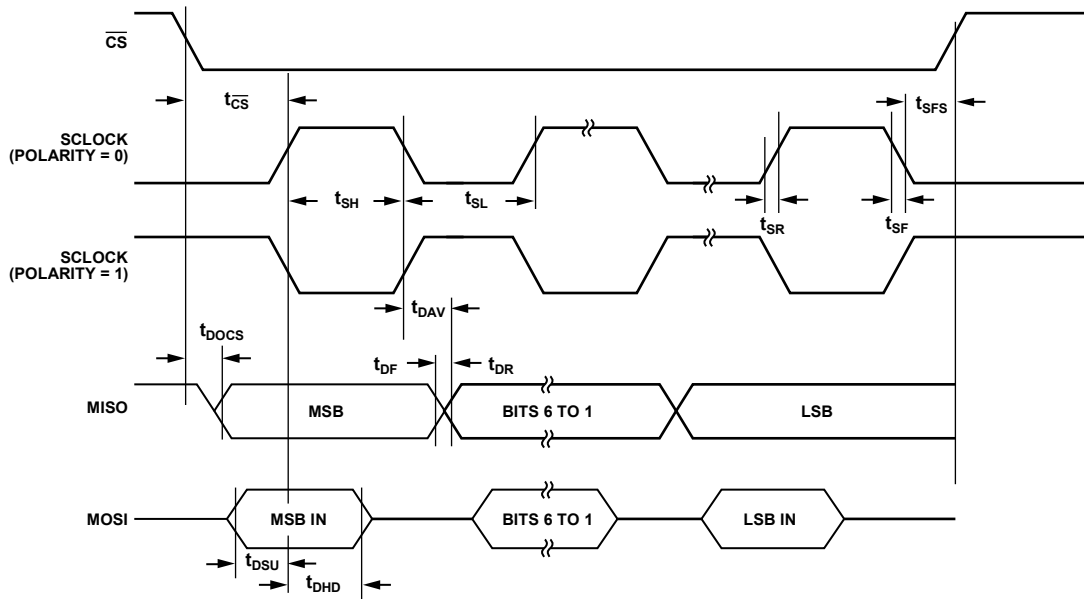 CS
tCS
tSFS
SCLOCK
(POLARITY = 0)
tSH
tSL
tSR
tSF
SCLOCK
(POLARITY = 1)
tDAV
tDOCS
tDF
tDR
MISO
MSB
BITS 6 TO 1
LSB
MOSI
MSB IN
BITS 6 TO 1
LSB IN
tDSU
tDHD